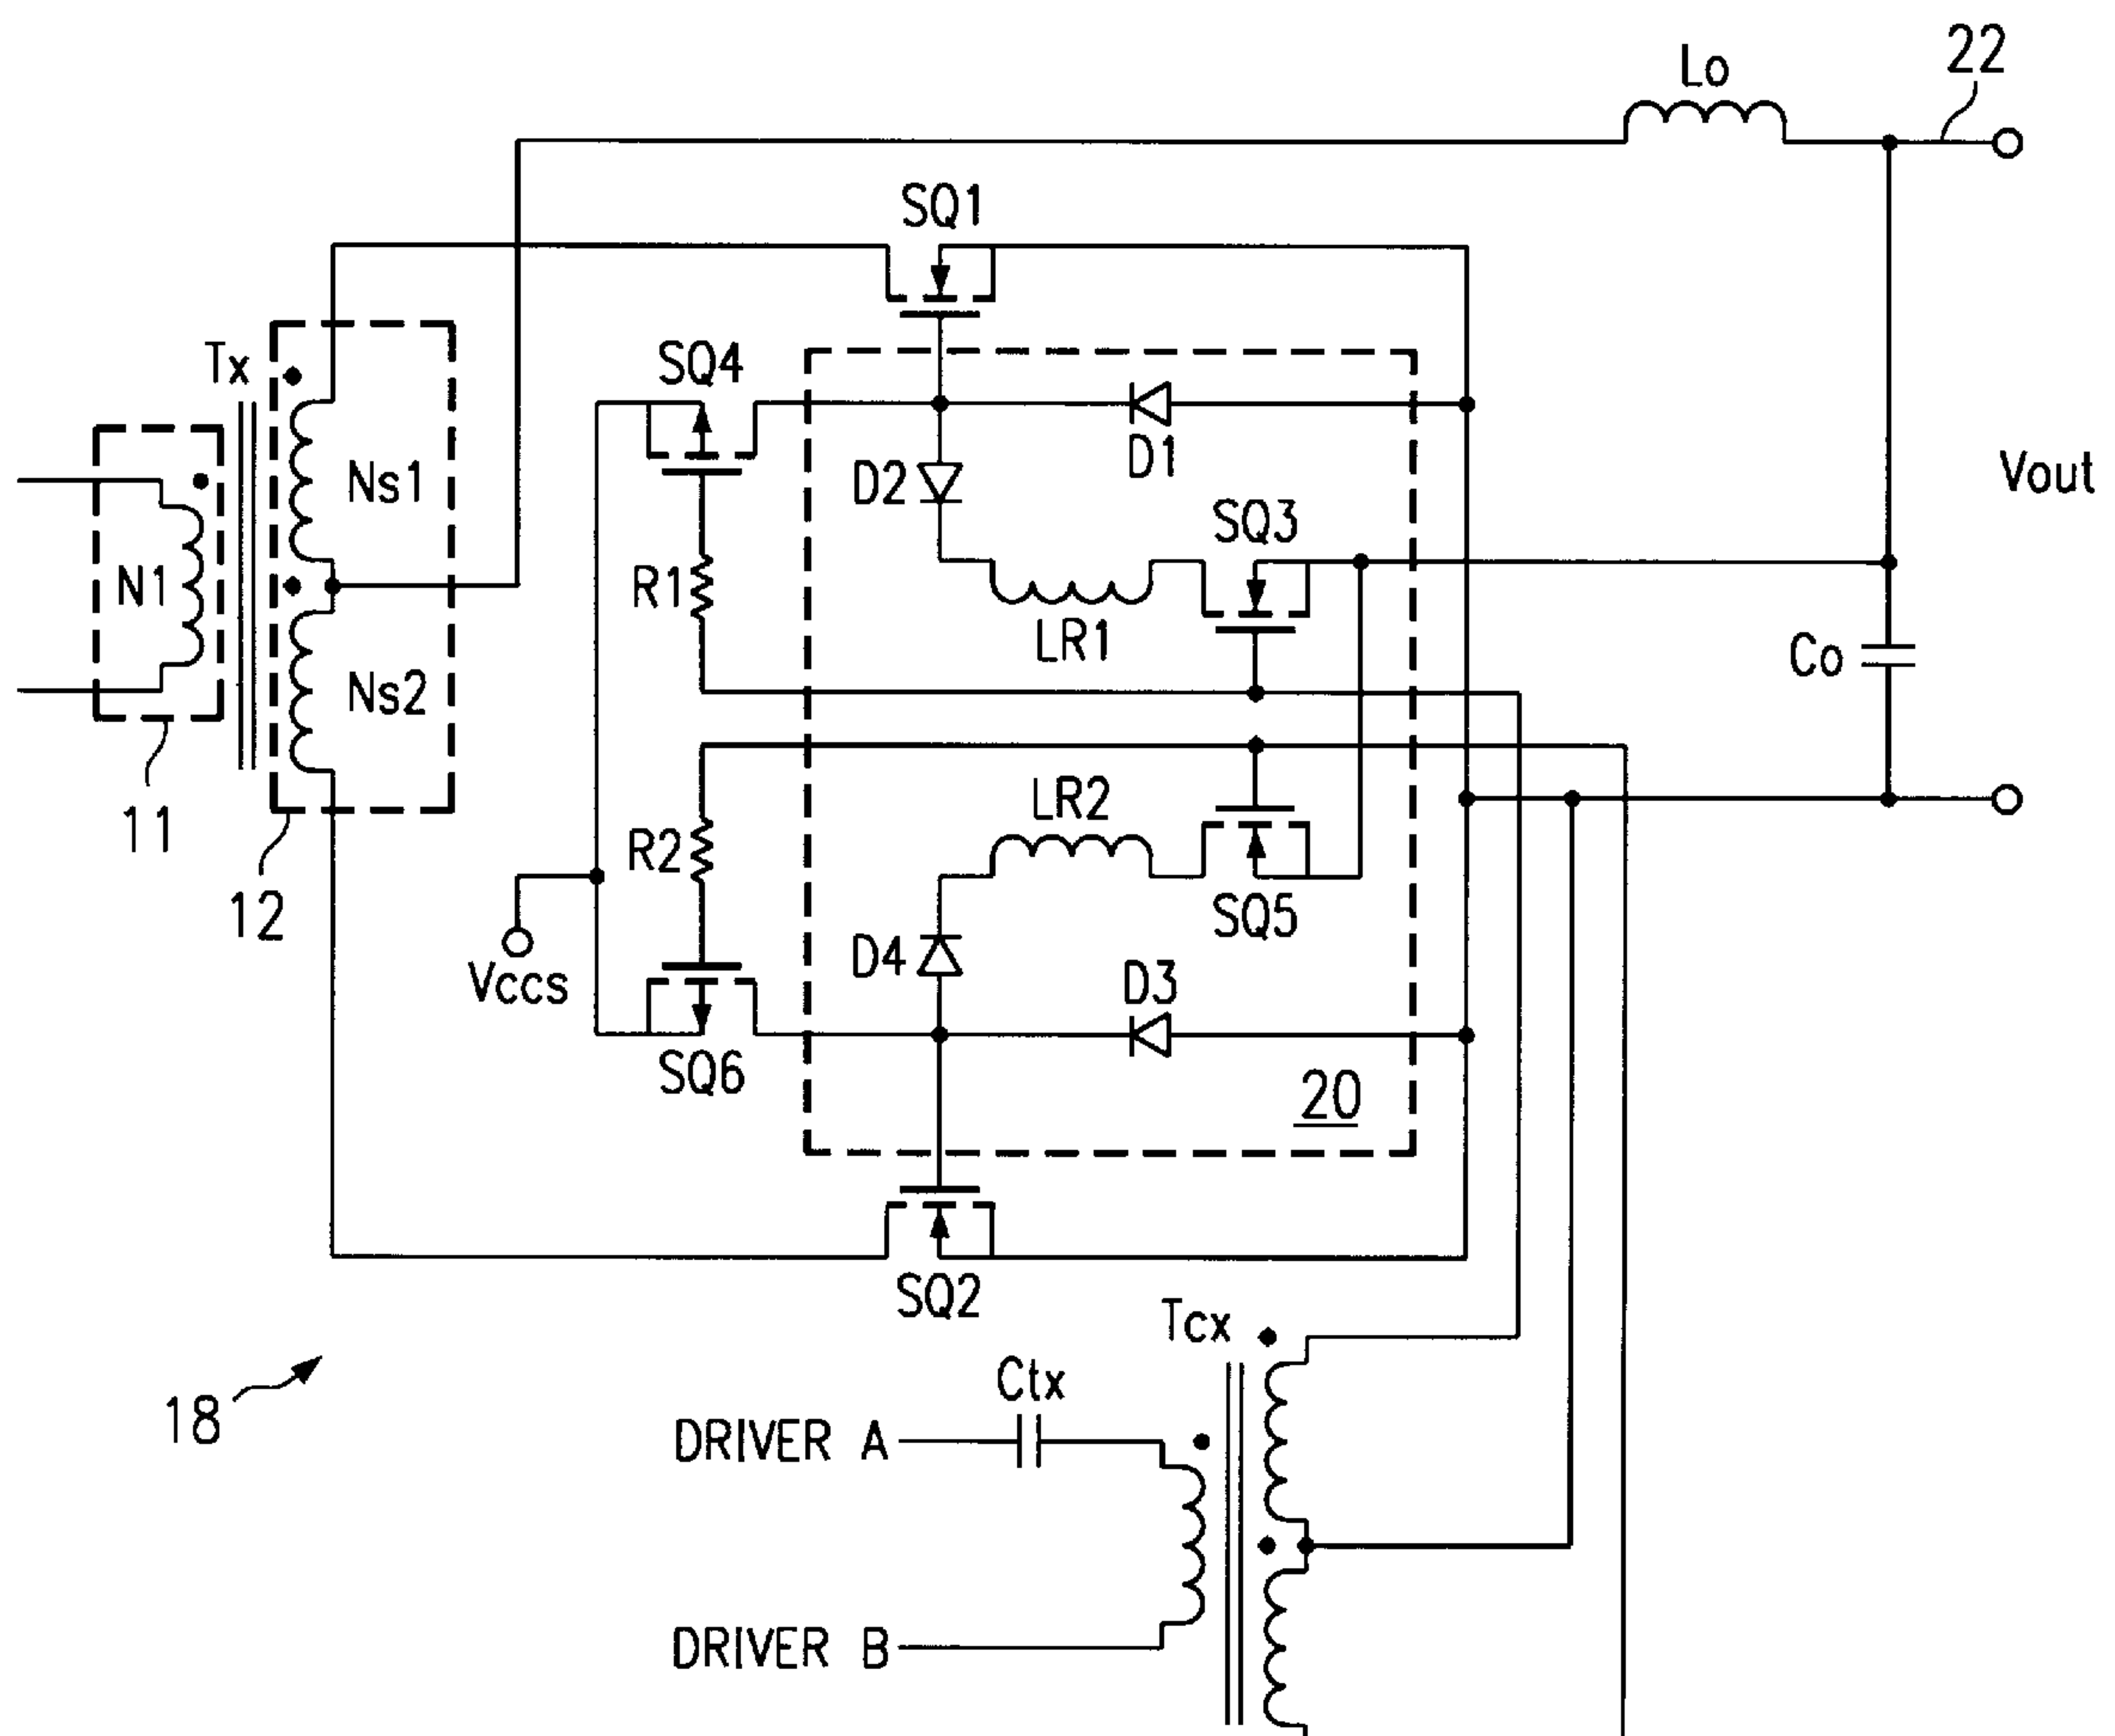 22
Lo
SQ1
SQ4
Tx
D1
D2
Ns1
Vout
SQ3
R1
N1
LR1
Co
Ns2
LR2
11
R2
12
SQ5
D4
D3
Vccs
SQ6
20
SQ2
Tcx
Ctx
18
DRIVER A
DRIVER B